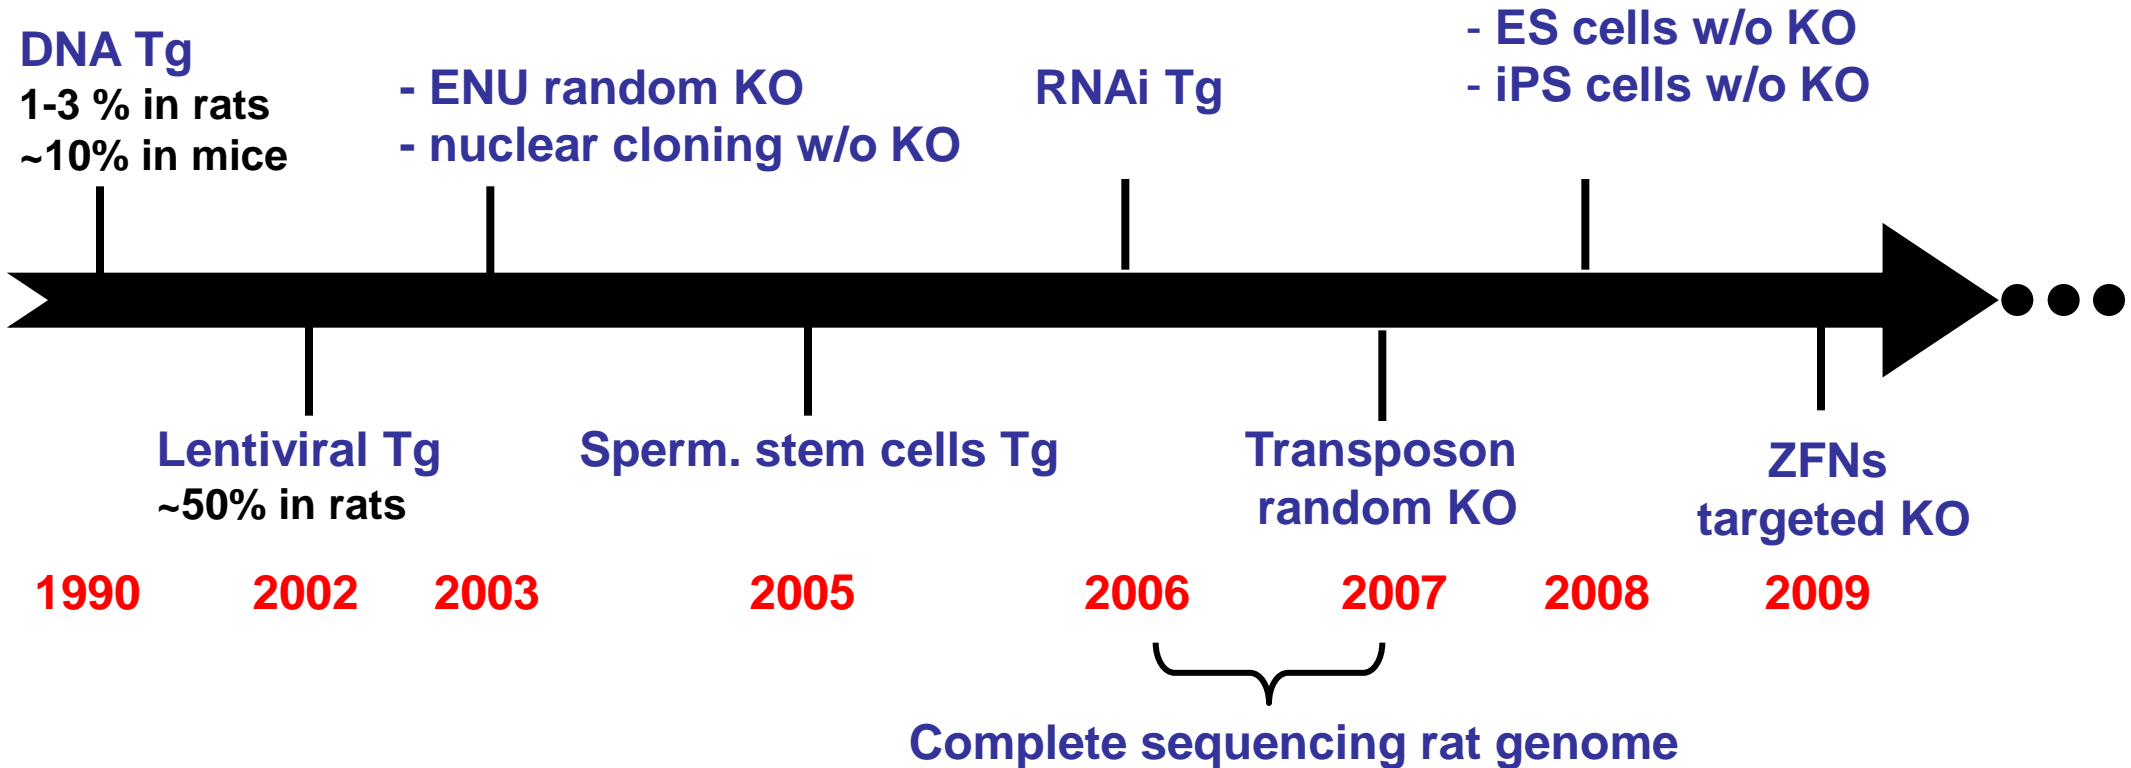 DNA Tg
1-3 % in rats
~10% in mice
- ENU random KO
- nuclear cloning w/o KO
RNAi Tg
- ES cells w/o KO
- iPS cells w/o KO
Lentiviral Tg
~50% in rats
Sperm. stem cells Tg
Transposon
random KO
ZFNs
targeted KO
1990 2002 2003 2005 2006 2007 2008 2009
Complete sequencing rat genome